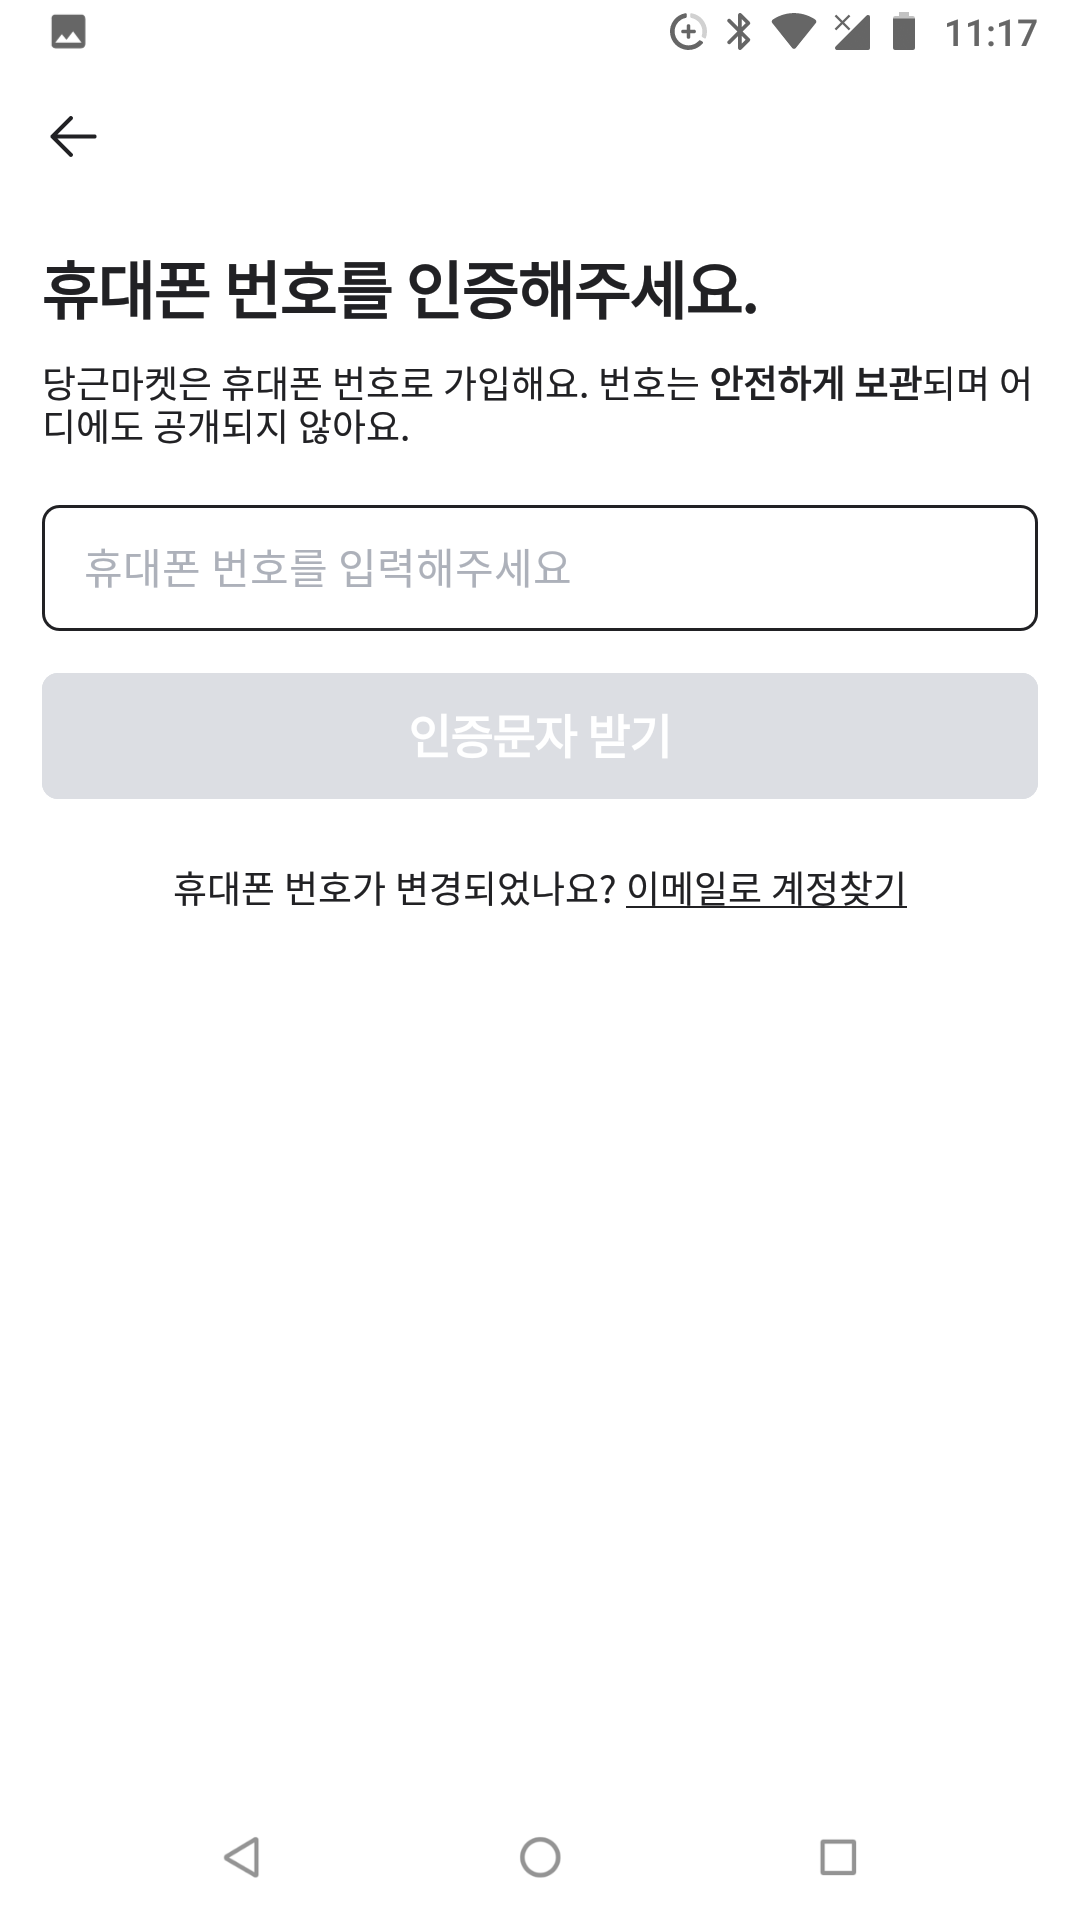 11:17
휴대폰 번호를 인증해주세요.
당근마켓은 휴대폰 번호로 가입해요. 번호는 안전하게 보관되며 어
디에도 공개되지 않아요.
휴대폰 번호를 입력해주세요
인증문자 받기
휴대폰 번호가 변경되었나요? 이메일로 계정찾기